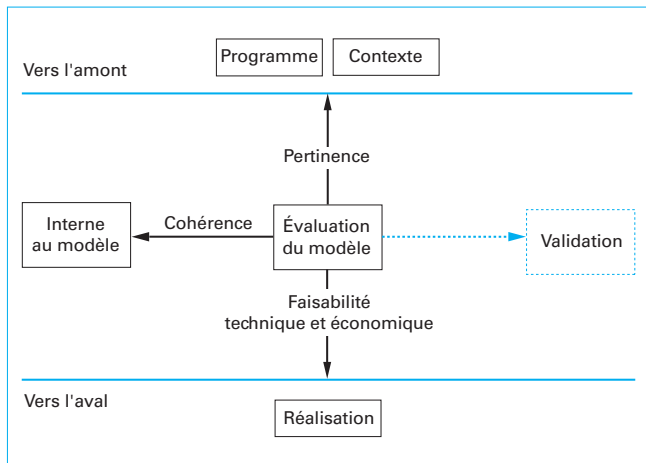 Programme
Contexte
Vers l'amont
Pertinence
Interne
au modèle
Cohérence
Évaluation
du modèle
Validation
Faisabilité
technique et économique
Vers l'aval
Réalisation